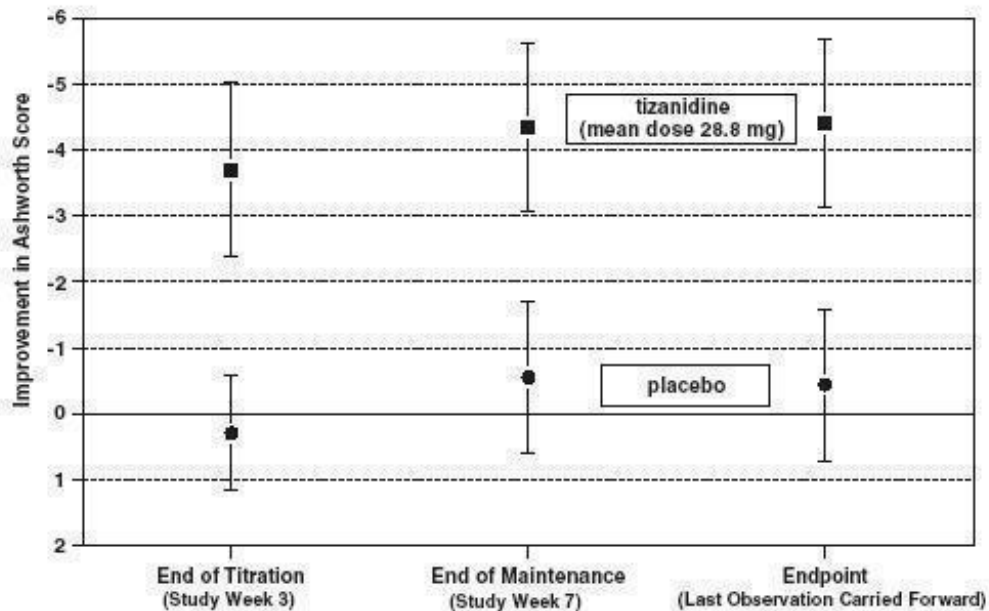 Improvement in Ashworth Score
-6
-5
-4
-3
-2
-1
0
1
2
tizanidine
(mean dose 28.8 mg)
placebo
End of Titration
(Study Week 3)
End of Maintenance
(Study Week 7)
Endpoint
(Last Observation Carried Forward)